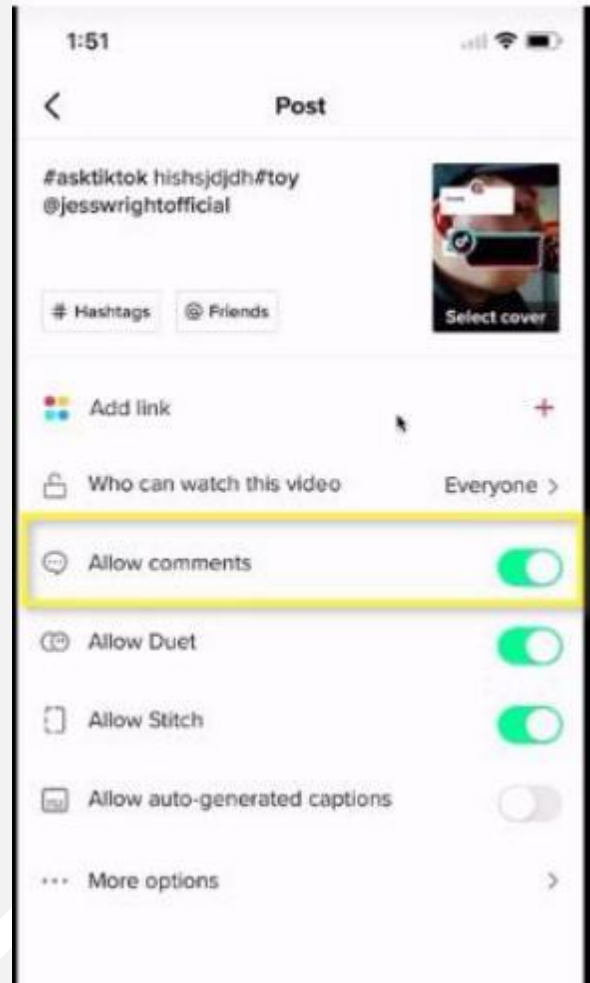 1:51
Post
#asktiktok hishsjdjdh#toy
@jesswrightofficial
# Hashtags
@ Friends
Select cover
Add link
Who can watch this video
Everyone >
Allow comments
Allow Duet
Allow Stitch
Allow auto-generated captions
More options